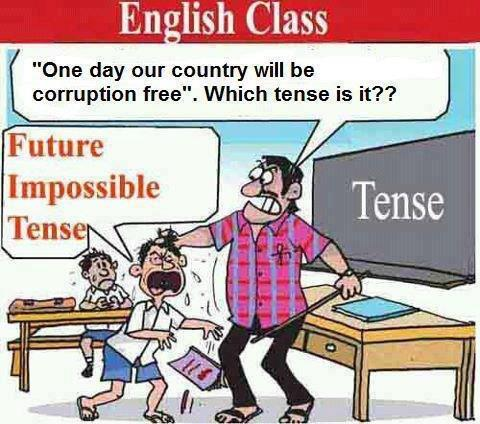 English Class
"One day our country will be
corruption free". Which tense is it??
Future
Impossible
Tense
Tense